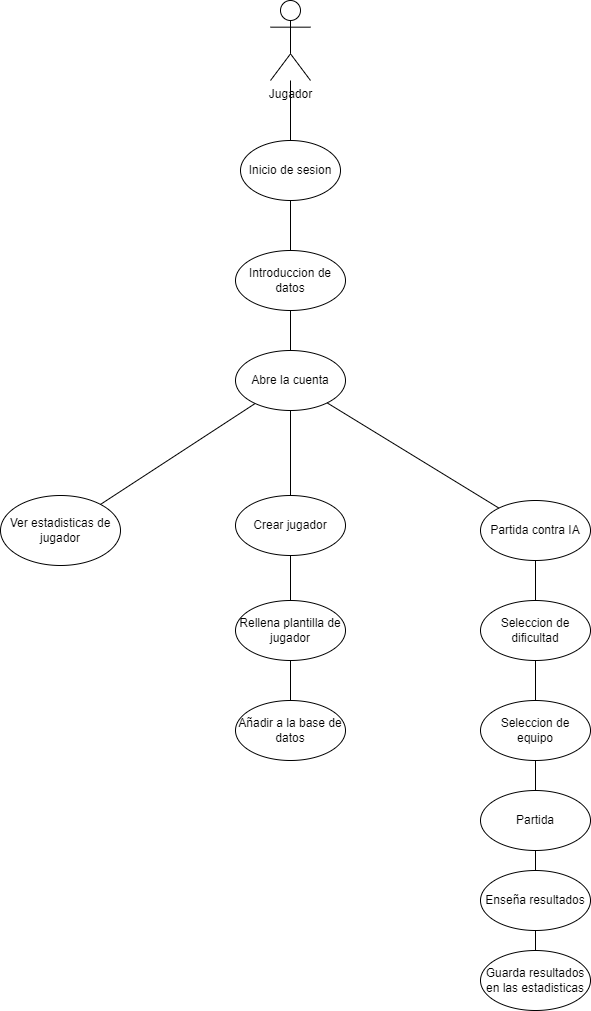 Jugador
Inicio de sesion
Introduccion de
datos
Abre la cuenta
Ver estadisticas de
jugador
Crear jugador
Partida contra IA
Rellena plantilla de
jugador
Seleccion de
dificultad
Añadir a la base de
datos
Seleccion de
equipo
Partida
Enseña resultados
Guarda resultados
en las estadisticas